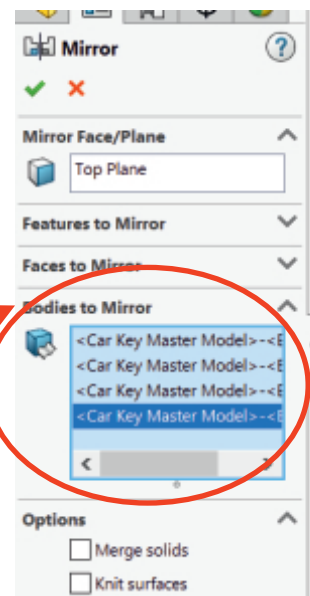 Mirror
?
Mirror Face/Plane
Top Plane
Features to Mirror
Faces to Mirror
Bodies to Mirror
<Car Key Master Model>-<E
<Car Key Master Model>-<E
<Car Key Master Model>-<E
<Car Key Master Model>-<E
Options
Merge solids
Knit surfaces